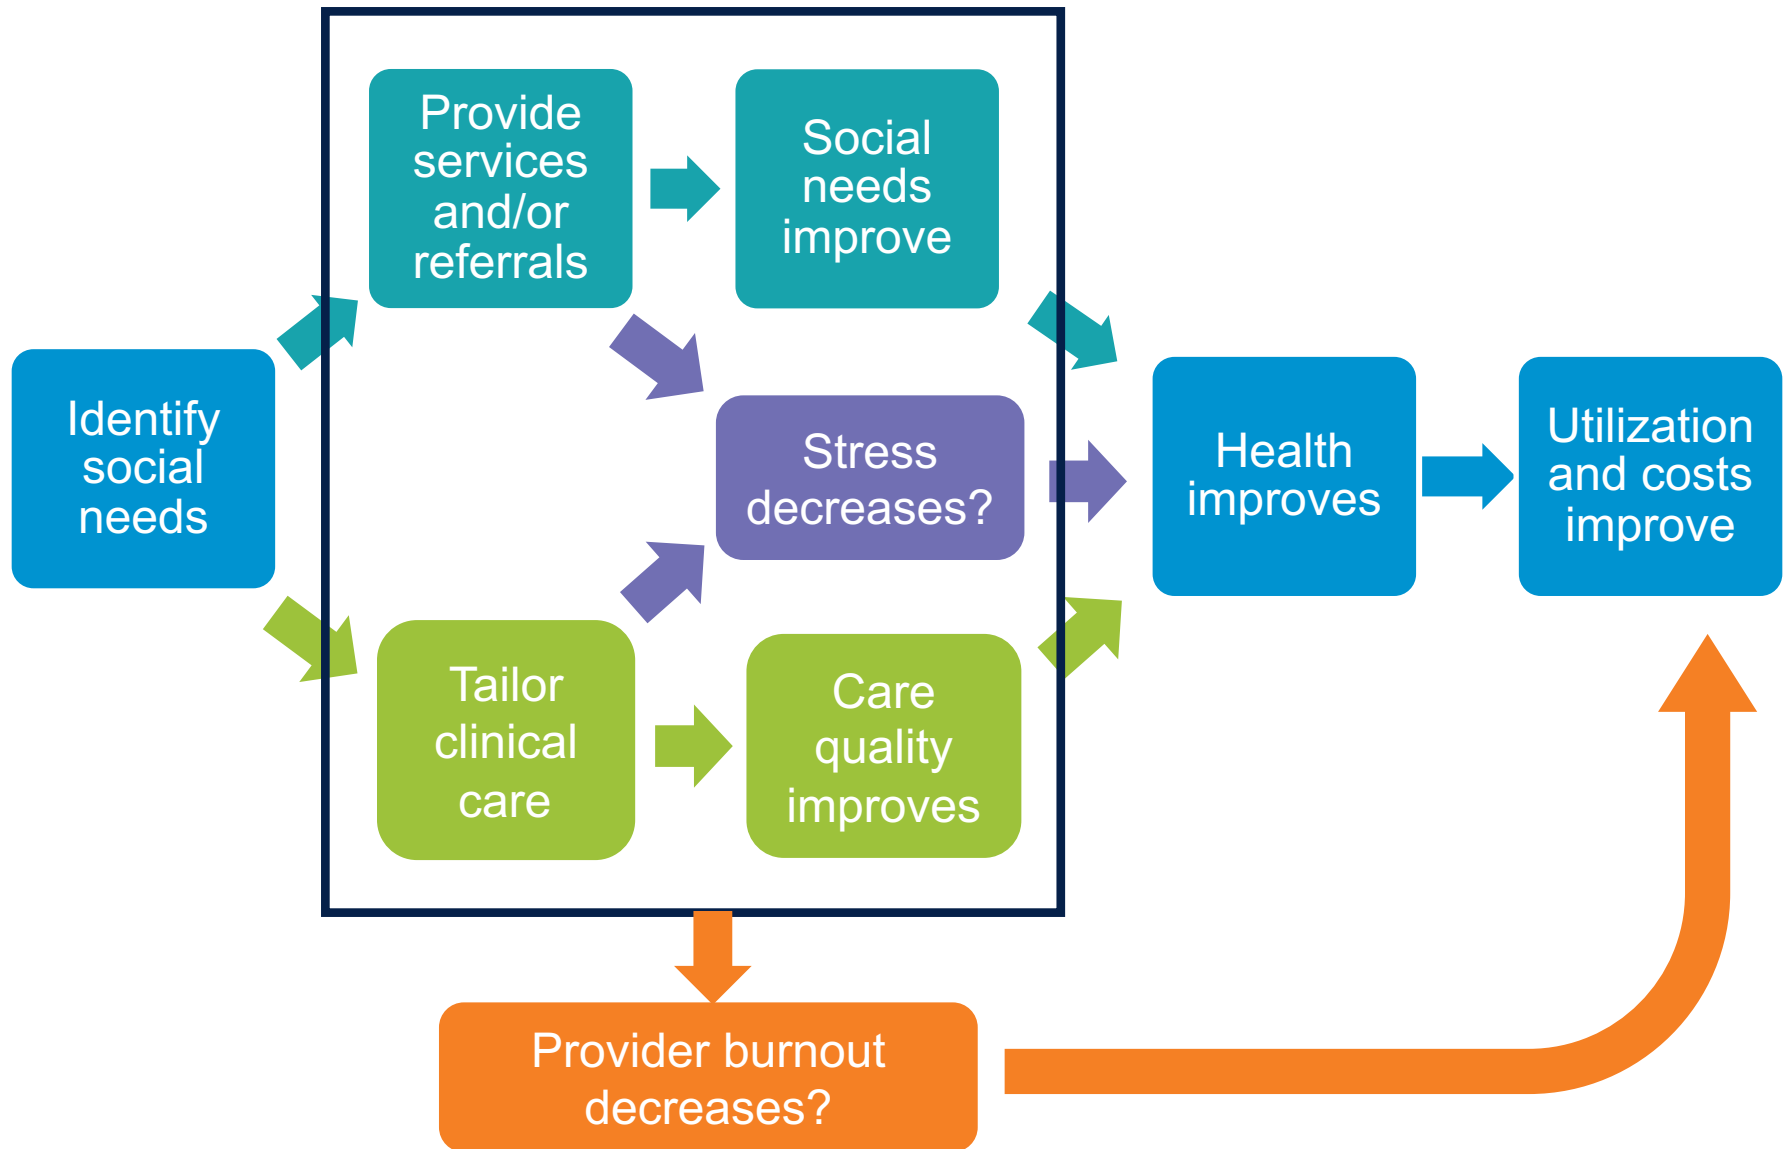 Identify
social
needs
Provide
services
and/or
referrals
Social
needs
improve
Stress
decreases?
Tailor
clinical
care
Care
quality
improves
Health
improves
Utilization
and costs
improve
Provider burnout
decreases?